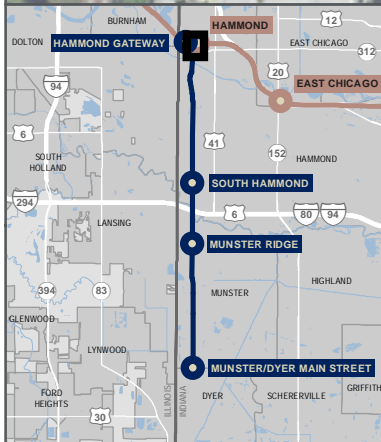 BURNHAM
HAMMOND
12
DOLTON
HAMMOND GATEWAY
EAST CHICAGO
312
20
94
EAST CHICAGO
6
41
SOUTH
HOLLAND
152
HAMMOND
SOUTH HAMMOND
294
LANSING
6
80
94
MUNSTER RIDGE
HIGHLAND
394
83
MUNSTER
GLENWOOD
LYNWOOD
MUNSTER/DYER MAIN STREET
ILLINOIS
INDIANA
FORD
HEIGHTS
DYER
SCHERERVILLE
GRIFFITH
30